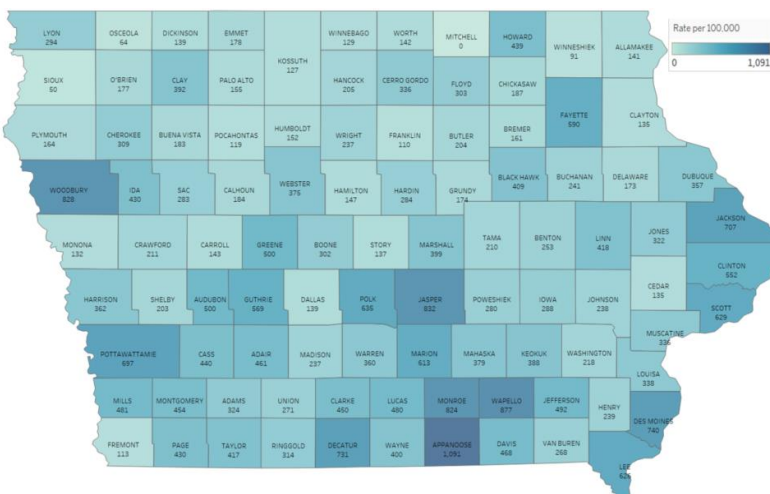 Rate per 100,000
0 1,091
LYON
294
OSCEOLA
64
DICKINSON
139
EMMET
178
WINNEBAGO
129
WORTH
142
MITCHELL
0
HOWARD
439
WINNESHIEK
91
ALLAMAKEE
141
KOSSUTH
127
SIOUX
50
O'BRIEN
177
CLAY
392
PALO ALTO
155
HANCOCK
205
CERRO GORDO
336
FLOYD
303
CHICKASAW
187
FAYETTE
590
CLAYTON
135
PLYMOUTH
164
CHEROKEE
309
BUENA VISTA
183
POCAHONTAS
119
HUMBOLDT
152
WRIGHT
237
FRANKLIN
110
BUTLER
204
BREMER
161
WOODBURY
828
IDA
430
SAC
283
CALHOUN
184
WEBSTER
375
HAMILTON
147
HARDIN
284
GRUNDY
174
BLACK HAWK
409
BUCHANAN
241
DELAWARE
173
DUBUQUE
357
JACKSON
707
MONONA
132
CRAWFORD
211
CARROLL
143
GREENE
500
BOONE
302
STORY
137
MARSHALL
399
TAMA
210
BENTON
253
LINN
418
JONES
322
CLINTON
552
HARRISON
362
SHELBY
203
AUDUBON
500
GUTHRIE
569
DALLAS
139
POLK
635
JASPER
832
POWESHIEK
280
IOWA
288
JOHNSON
238
CEDAR
135
SCOTT
629
MUSCATINE
336
POTTAWATTAMIE
697
CASS
440
ADAIR
461
MADISON
237
WARREN
360
MARION
613
MAHASKA
379
KEOKUK
388
WASHINGTON
218
LOUISA
338
MILLS
481
MONTGOMERY
454
ADAMS
324
UNION
271
CLARKE
450
LUCAS
480
MONROE
824
WAPELLO
877
JEFFERSON
492
HENRY
239
DES MOINES
740
FREMONT
113
PAGE
430
TAYLOR
417
RINGGOLD
314
DECATUR
731
WAYNE
400
APPANOOSE
1,091
DAVIS
468
VAN BUREN
268
LEE
626